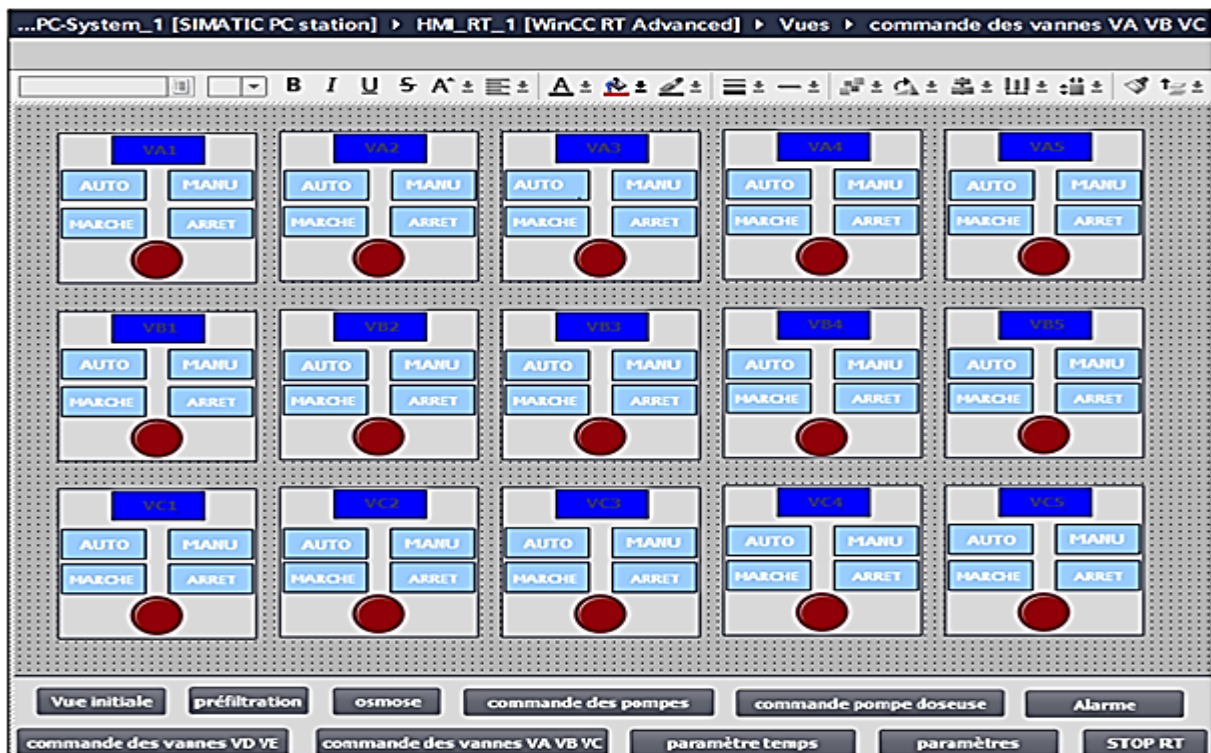 ...PC-System_1 [SIMATIC PC station] ▸ HMI_RT_1 [WinCC RT Advanced] ▸ Vues ▸ commande des vannes VA VB VC
B I U S A
VA1 VA2 VA3 VA4 VA5
AUTO MANU AUTO MANU AUTO MANU AUTO MANU AUTO MANU
MARCHE ARRET MARCHE ARRET MARCHE ARRET MARCHE ARRET MARCHE ARRET
VB1 VB2 VB3 VB4 VB5
AUTO MANU AUTO MANU AUTO MANU AUTO MANU AUTO MANU
MARCHE ARRET MARCHE ARRET MARCHE ARRET MARCHE ARRET MARCHE ARRET
VC1 VC2 VC3 VC4 VC5
AUTO MANU AUTO MANU AUTO MANU AUTO MANU AUTO MANU
MARCHE ARRET MARCHE ARRET MARCHE ARRET MARCHE ARRET MARCHE ARRET
Vue initiale préfiltration osmose commande des pompes commande pompe doseuse Alarme
commande des vannes VD VE commande des vannes VA VB VC paramètre temps paramètres STOP RT